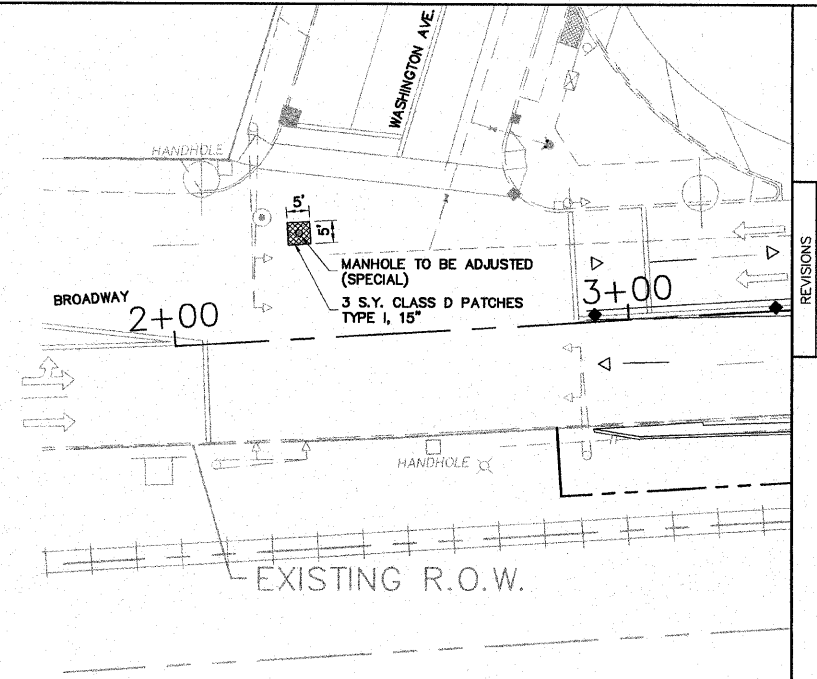 WASHINGTON AVE.
HANDHOLE
5'
5'
MANHOLE TO BE ADJUSTED
(SPECIAL)
3 S.Y. CLASS D PATCHES
TYPE I, 15"
BROADWAY
2+00
3+00
REVISIONS
HANDHOLE
EXISTING R.O.W.